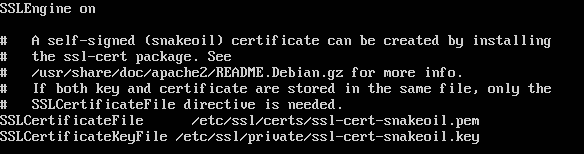 SSLEngine on
#   A self-signed (snakeoil) certificate can be created by installing
#   the ssl-cert package. See
#   /usr/share/doc/apache2/README.Debian.gz for more info.
#   If both key and certificate are stored in the same file, only the
#   SSLCertificateFile directive is needed.
SSLCertificateFile      /etc/ssl/certs/ssl-cert-snakeoil.pem
SSLCertificateKeyFile /etc/ssl/private/ssl-cert-snakeoil.key